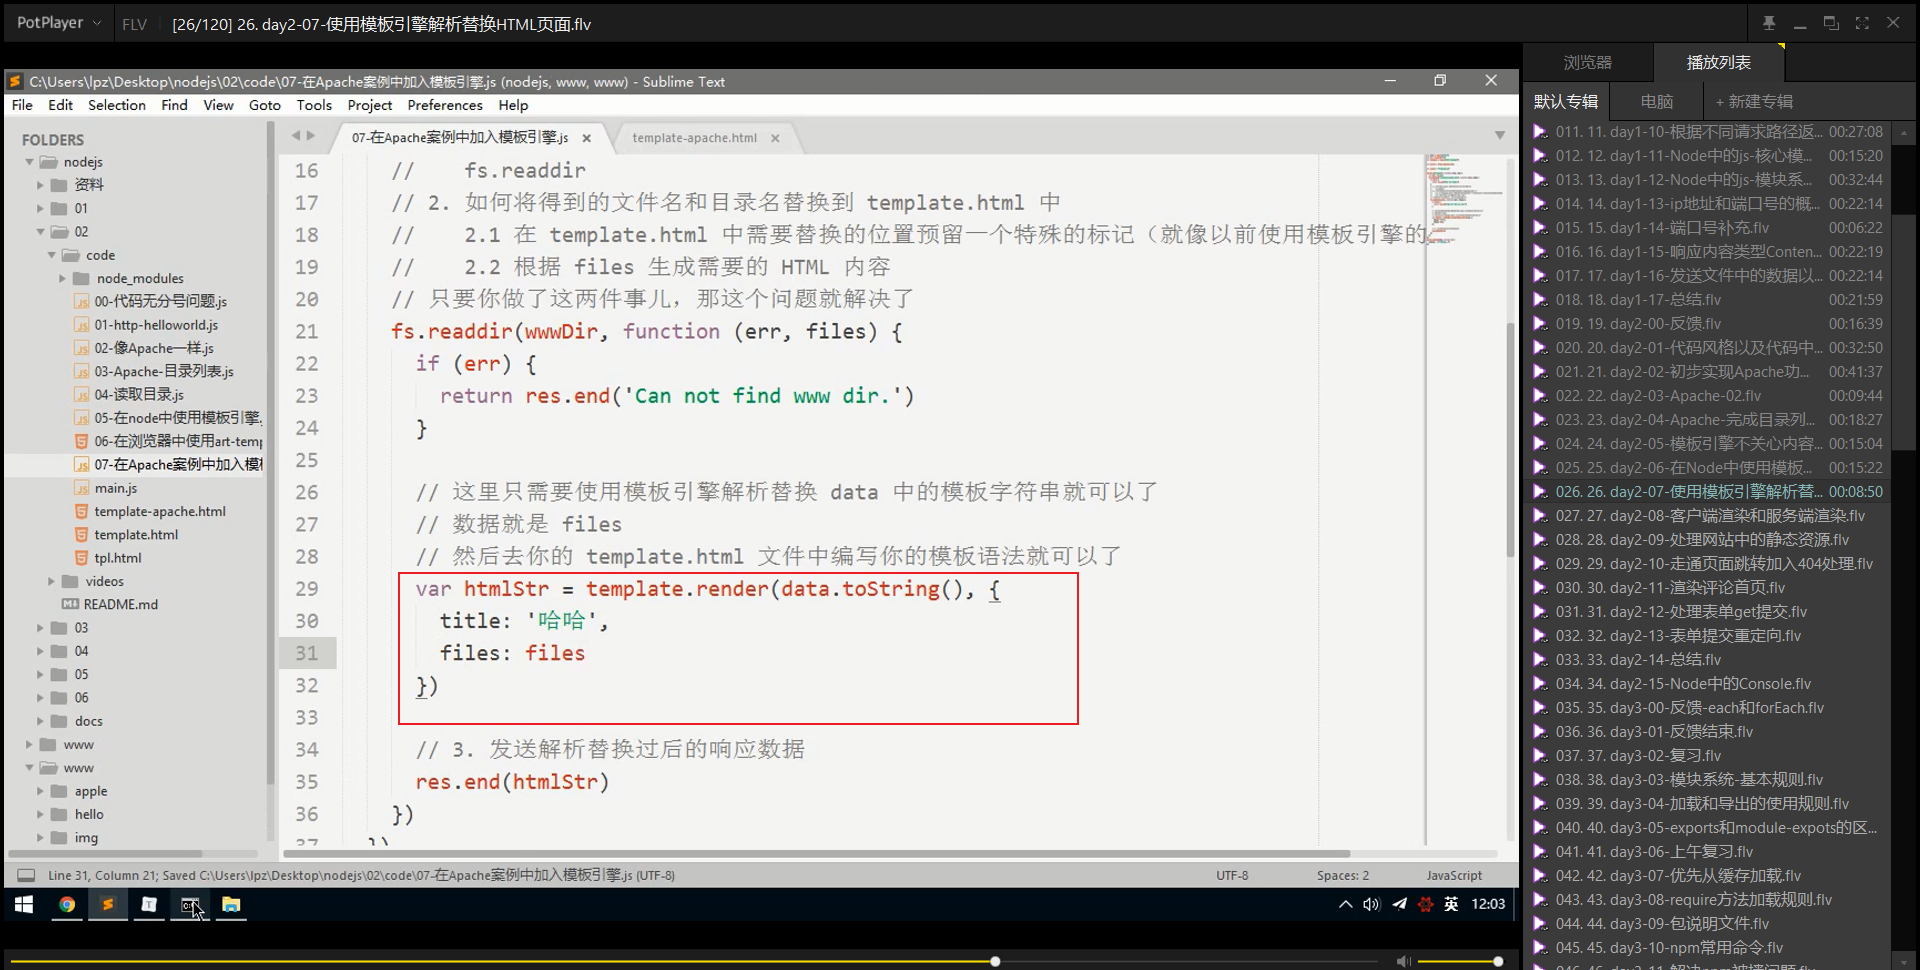 PotPlayer
FLV
[26/120] 26. day2-07-使用模板引擎解析替换HTML页面.flv
C:\Users\lpz\Desktop\nodejs\02\code\07-在Apache案例中加入模板引擎.js (nodejs, www, www) - Sublime Text
File Edit Selection Find View Goto Tools Project Preferences Help
FOLDERS
nodejs
资料
01
02
code
node_modules
00-代码无分号问题.js
01-http-helloworld.js
02-像Apache一样.js
03-Apache-目录列表.js
04-读取目录.js
05-在node中使用模板引擎.
06-在浏览器中使用art-temp
07-在Apache案例中加入模
main.js
template-apache.html
template.html
tpl.html
videos
README.md
03
04
05
06
docs
www
www
apple
hello
img
07-在Apache案例中加入模板引擎.js
template-apache.html
16 // fs.readdir
17 // 2. 如何将得到的文件名和目录名替换到 template.html 中
18 // 2.1 在 template.html 中需要替换的位置预留一个特殊的标记（就像以前使用模板引擎的
19 // 2.2 根据 files 生成需要的 HTML 内容
20 // 只要你做了这两件事儿，那这个问题就解决了
21 fs.readdir(wwwDir, function (err, files) {
22 if (err) {
23 return res.end('Can not find www dir.')
24 }
25
26 // 这里只需要使用模板引擎解析替换 data 中的模板字符串就可以了
27 // 数据就是 files
28 // 然后去你的 template.html 文件中编写你的模板语法就可以了
29 var htmlStr = template.render(data.toString(), {
30 title: '哈哈',
31 files: files
32 })
33
34 // 3. 发送解析替换过后的响应数据
35 res.end(htmlStr)
36 })
37 })
Line 31, Column 21; Saved C:\Users\lpz\Desktop\nodejs\02\code\07-在Apache案例中加入模板引擎.js (UTF-8)
UTF-8
Spaces: 2
JavaScript
英
12:03
浏览器
播放列表
默认专辑
电脑
+ 新建专辑
011. 11. day1-10-根据不同请求路径返... 00:27:08
012. 12. day1-11-Node中的js-核心模... 00:15:20
013. 13. day1-12-Node中的js-模块系... 00:32:44
014. 14. day1-13-ip地址和端口号的概... 00:22:14
015. 15. day1-14-端口号补充.flv 00:06:22
016. 16. day1-15-响应内容类型Conten... 00:22:19
017. 17. day1-16-发送文件中的数据以... 00:22:14
018. 18. day1-17-总结.flv 00:21:59
019. 19. day2-00-反馈.flv 00:16:39
020. 20. day2-01-代码风格以及代码中... 00:32:50
021. 21. day2-02-初步实现Apache功... 00:41:37
022. 22. day2-03-Apache-02.flv 00:09:44
023. 23. day2-04-Apache-完成目录列... 00:18:27
024. 24. day2-05-模板引擎不关心内容... 00:15:04
025. 25. day2-06-在Node中使用模板... 00:15:22
026. 26. day2-07-使用模板引擎解析替... 00:08:50
027. 27. day2-08-客户端渲染和服务端渲染.flv
028. 28. day2-09-处理网站中的静态资源.flv
029. 29. day2-10-走通页面跳转加入404处理.flv
030. 30. day2-11-渲染评论首页.flv
031. 31. day2-12-处理表单get提交.flv
032. 32. day2-13-表单提交重定向.flv
033. 33. day2-14-总结.flv
034. 34. day2-15-Node中的Console.flv
035. 35. day3-00-反馈-each和forEach.flv
036. 36. day3-01-反馈结束.flv
037. 37. day3-02-复习.flv
038. 38. day3-03-模块系统-基本规则.flv
039. 39. day3-04-加载和导出的使用规则.flv
040. 40. day3-05-exports和module-expots的区...
041. 41. day3-06-上午复习.flv
042. 42. day3-07-优先从缓存加载.flv
043. 43. day3-08-require方法加载规则.flv
044. 44. day3-09-包说明文件.flv
045. 45. day3-10-npm常用命令.flv